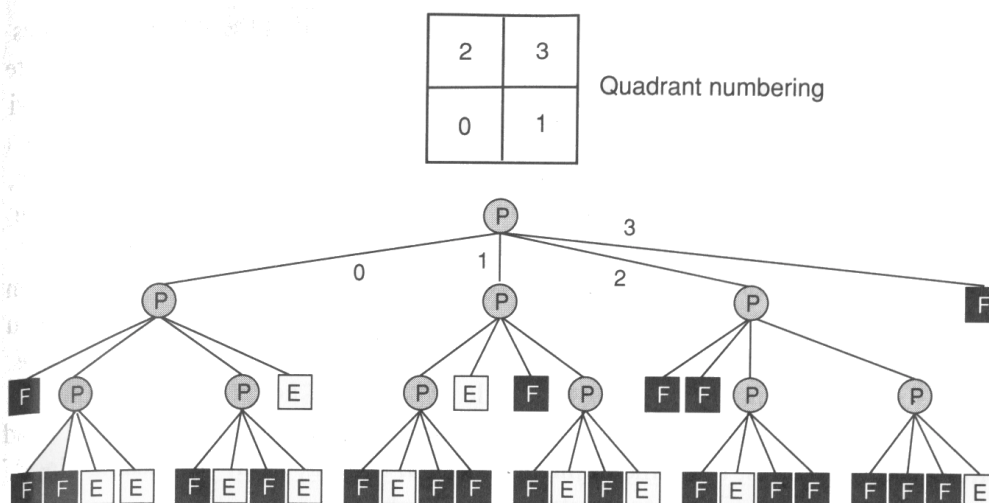 2 3
Quadrant numbering
0 1
P
3
0 1 2
P P P F
F P P E P E F P F F P P
F F E E F E F E F E F F F E F E F E F F F F F E